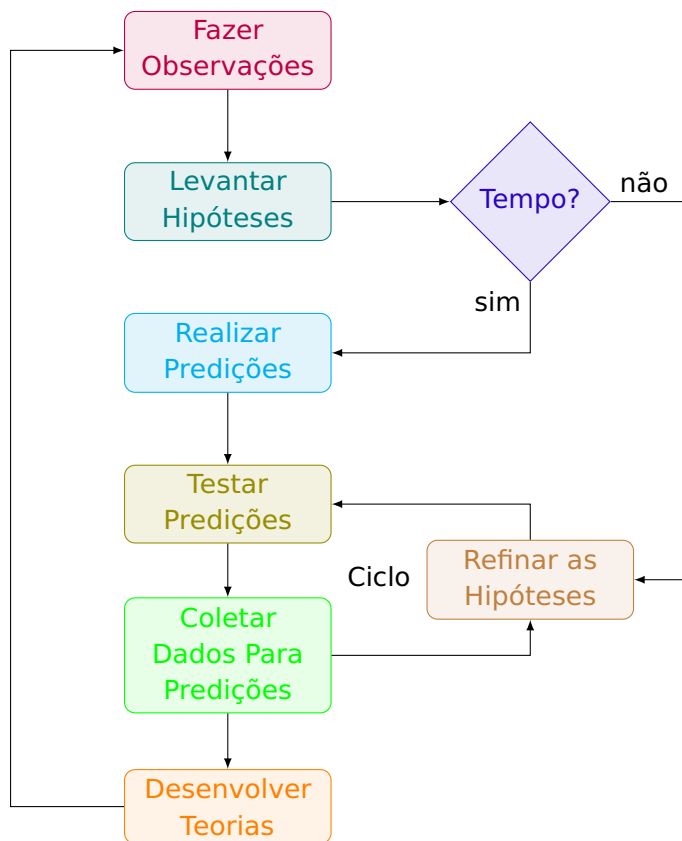 Fazer
Observações
Levantar
Hipóteses
Tempo?
não
sim
Realizar
Predições
Testar
Predições
Refinar as
Hipóteses
Ciclo
Coletar
Dados Para
Predições
Desenvolver
Teorias